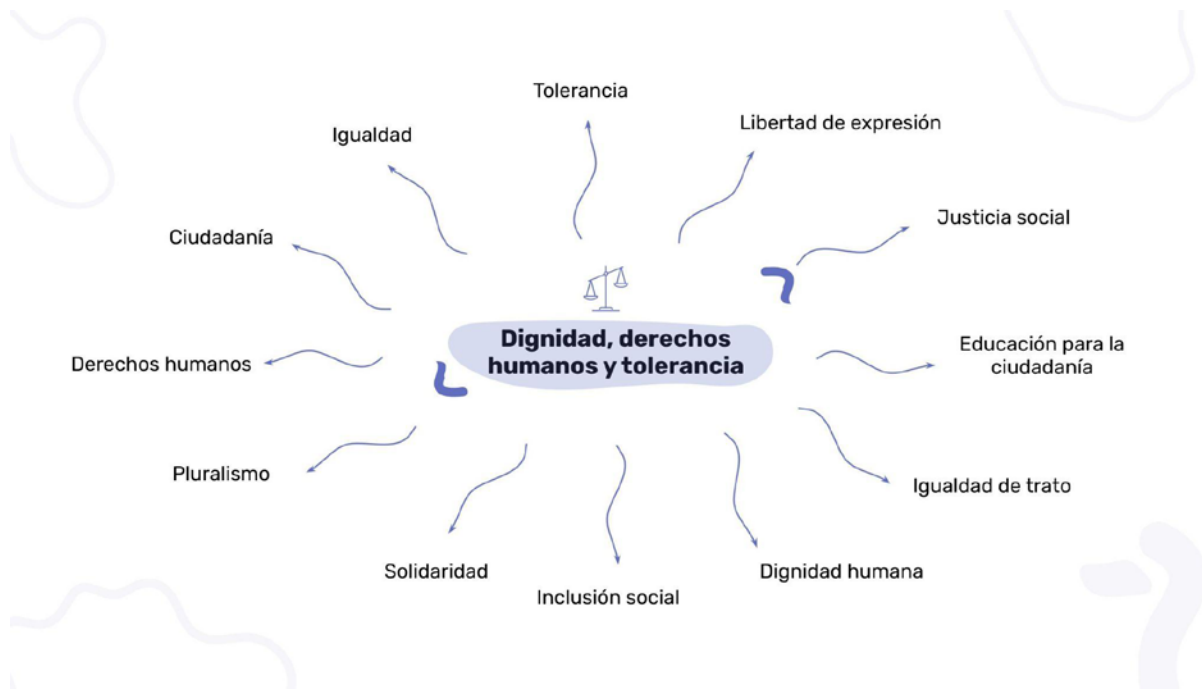 Tolerancia
Libertad de expresión
Igualdad
Justicia social
Ciudadanía
Dignidad, derechos
humanos y tolerancia
Educación para la
ciudadanía
Derechos humanos
Pluralismo
Igualdad de trato
Solidaridad
Dignidad humana
Inclusión social